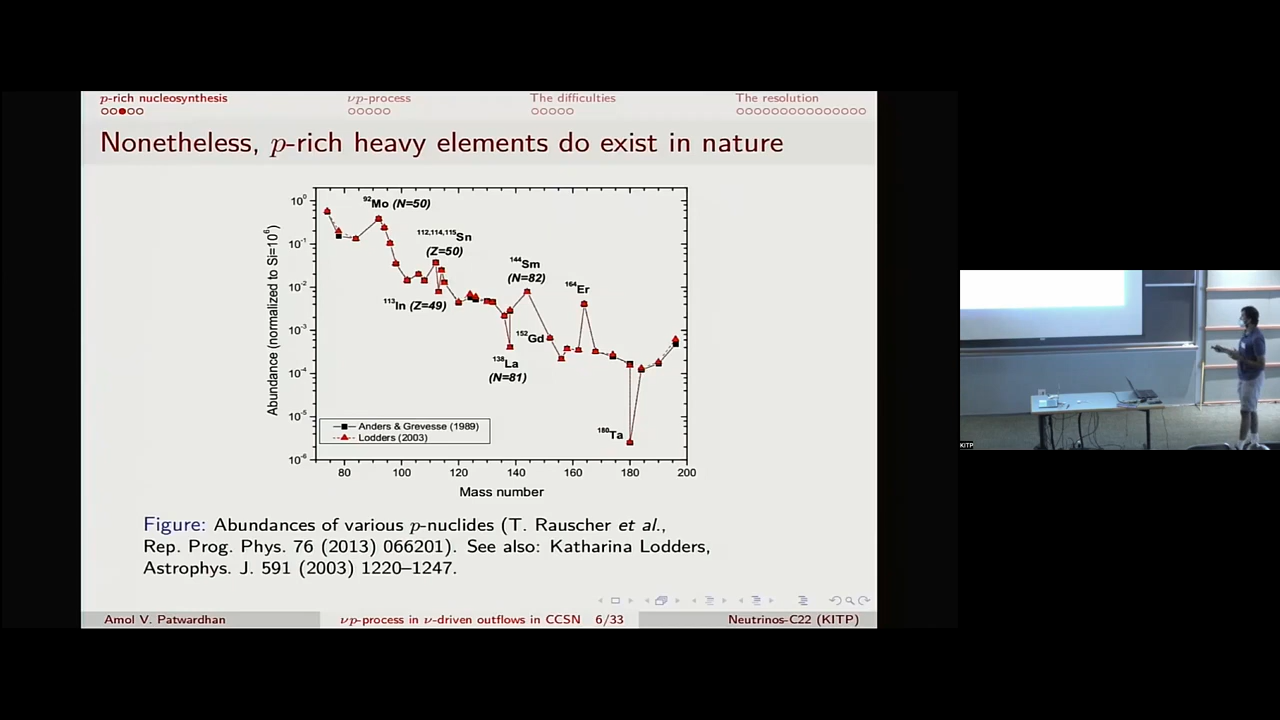 p-rich nucleosynthesis
νp-process
The difficulties
The resolution
Nonetheless, p-rich heavy elements do exist in nature
Abundance (normalized to Si=10⁶)
10⁰
10⁻¹
10⁻²
10⁻³
10⁻⁴
10⁻⁵
10⁻⁶
⁹²Mo (N=50)
¹¹²,¹¹⁴,¹¹⁵Sn
(Z=50)
¹¹³In (Z=49)
¹⁴⁴Sm
(N=82)
¹⁶⁴Er
¹⁵²Gd
¹³⁸La
(N=81)
¹⁸⁰Ta
Anders & Grevesse (1989)
Lodders (2003)
80 100 120 140 160 180 200
Mass number
Figure: Abundances of various p-nuclides (T. Rauscher et al.,
Rep. Prog. Phys. 76 (2013) 066201). See also: Katharina Lodders,
Astrophys. J. 591 (2003) 1220–1247.
Amol V. Patwardhan
νp-process in ν-driven outflows in CCSN 6/33
Neutrinos-C22 (KITP)
KITP